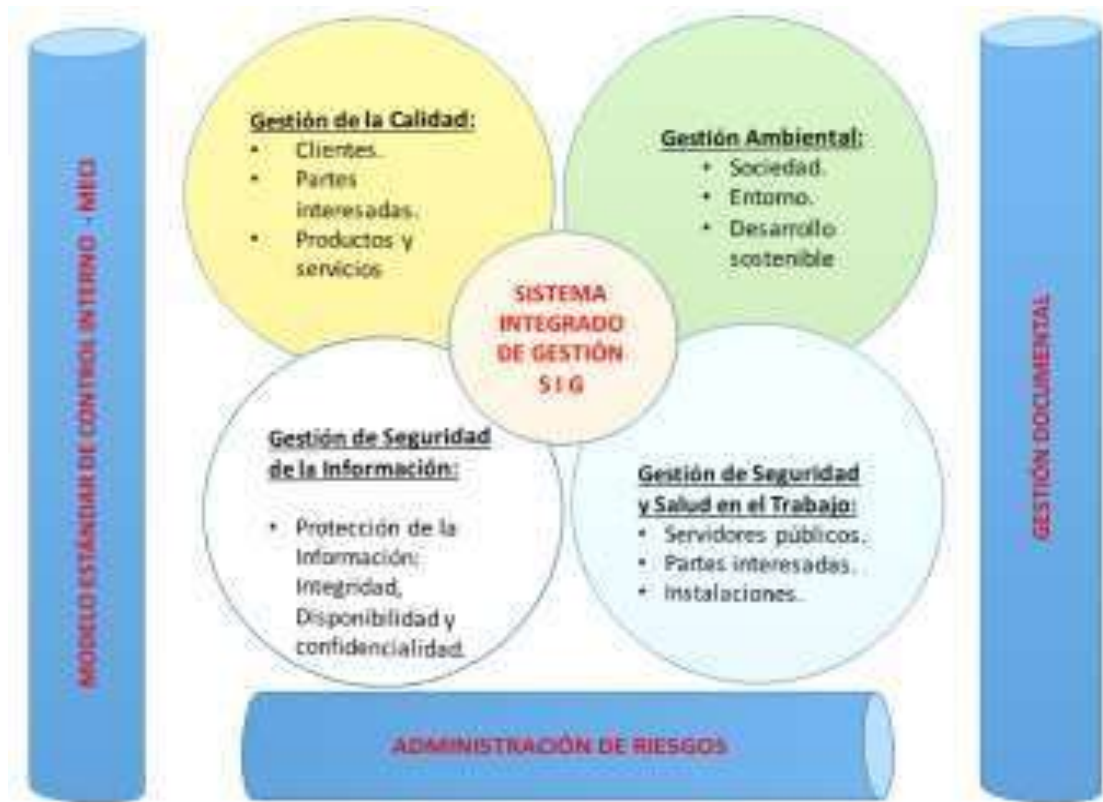 MODELO ESTÁNDAR DE CONTROL INTERNO - MECI
Gestión de la Calidad:
• Clientes.
• Partes
interesadas.
• Productos y
servicios
Gestión Ambiental:
• Sociedad.
• Entorno.
• Desarrollo
sostenible
SISTEMA
INTEGRADO
DE GESTIÓN
S I G
Gestión de Seguridad
de la Información:
• Protección de la
Información:
Integridad,
Disponibilidad y
confidencialidad.
Gestión de Seguridad
y Salud en el Trabajo:
• Servidores públicos.
• Partes interesadas.
• Instalaciones.
GESTIÓN DOCUMENTAL
ADMINISTRACIÓN DE RIESGOS